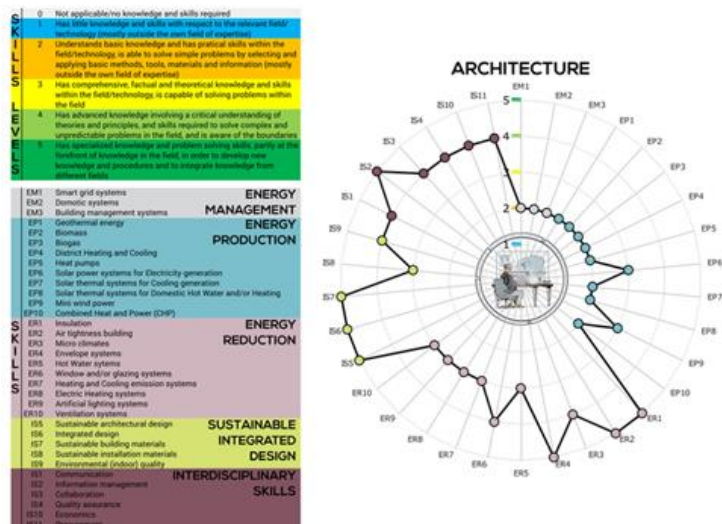 SKILLS LEVELS
0 Not applicable/no knowledge and skills required
1 Has little knowledge and skills with respect to the relevant field/
technology (mostly outside the own field of expertise)
2 Understands basic knowledge and has pratical skills within the
field/technology, is able to solve simple problems by selecting and
applying basic methods, tools, materials and information (mostly
outside the own field of expertise)
3 Has comprehensive, factual and theoretical knowledge and skills
within the field/technology, is capable of solving problems within
the field
4 Has advanced knowledge involving a critical understanding of
theories and principles, and skills required to solve complex and
unpredictable problems in the field, and is aware of the boundaries
5 Has specialized knowledge and problem solving skills, partly at
the forefront of knowledge in the field, in order to develop new
knowledge and procedures and to integrate knowledge from
different fields
SKILLS
ENERGY
MANAGEMENT
EM1 Smart grid systems
EM2 Domotic systems
EM3 Building management systems
ENERGY
PRODUCTION
EP1 Geothermal energy
EP2 Biomass
EP3 Biogas
EP4 District Heating and Cooling
EP5 Heat pumps
EP6 Solar power systems for Electricity generation
EP7 Solar thermal systems for Cooling generation
EP8 Solar thermal systems for Domestic Hot Water and/or Heating
EP9 Mini wind power
EP10 Combined Heat and Power (CHP)
ENERGY
REDUCTION
ER1 Insulation
ER2 Air tightness building
ER3 Micro climates
ER4 Envelope systems
ER5 Hot Water systems
ER6 Window and/or glazing systems
ER7 Heating and Cooling emission systems
ER8 Electric Heating systems
ER9 Artificial lighting systems
ER10 Ventilation systems
SUSTAINABLE
INTEGRATED
DESIGN
IS5 Sustainable architectural design
IS6 Integrated design
IS7 Sustainable building materials
IS8 Sustainable installation materials
IS9 Environmental (indoor) quality
INTERDISCIPLINARY
SKILLS
IS1 Communication
IS2 Information management
IS3 Collaboration
IS4 Quality assurance
IS10 Economics
ARCHITECTURE
EM1
EM2
EM3
EP1
EP2
EP3
EP4
EP5
EP6
EP7
EP8
EP9
EP10
ER1
ER2
ER3
ER4
ER5
ER6
ER7
ER8
ER9
ER10
IS5
IS6
IS7
IS8
IS9
IS1
IS2
IS3
IS4
IS10
IS11
5
4
3
2
1